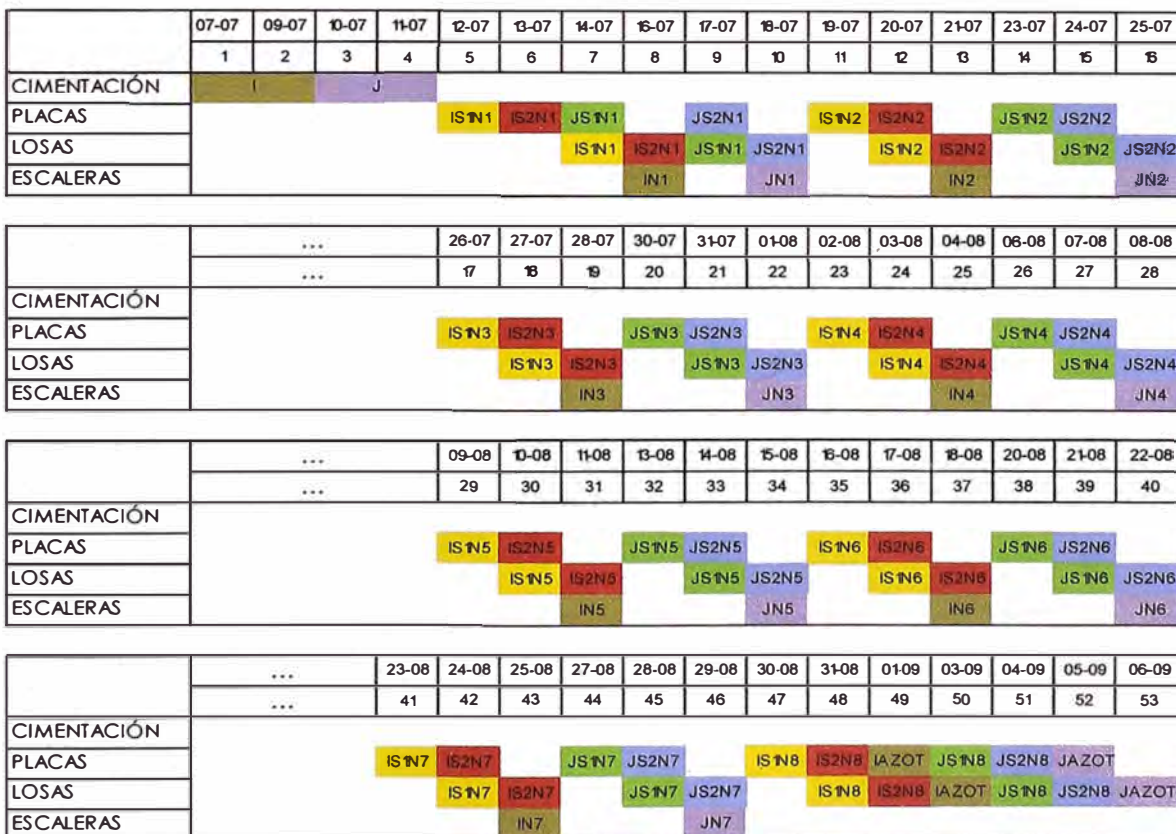 07-07 09-07 10-07 11-07 12-07 13-07 14-07 16-07 17-07 18-07 19-07 20-07 21-07 23-07 24-07 25-07
1 2 3 4 5 6 7 8 9 10 11 12 13 14 15 16
CIMENTACIÓN I J
PLACAS IS1N1 IS2N1 JS1N1 JS2N1 IS1N2 IS2N2 JS1N2 JS2N2
LOSAS IS1N1 IS2N1 JS1N1 JS2N1 IS1N2 IS2N2 JS1N2 JS2N2
ESCALERAS IN1 JN1 IN2 JN2
... 26-07 27-07 28-07 30-07 31-07 01-08 02-08 03-08 04-08 06-08 07-08 08-08
... 17 18 19 20 21 22 23 24 25 26 27 28
CIMENTACIÓN
PLACAS IS1N3 IS2N3 JS1N3 JS2N3 IS1N4 IS2N4 JS1N4 JS2N4
LOSAS IS1N3 IS2N3 JS1N3 JS2N3 IS1N4 IS2N4 JS1N4 JS2N4
ESCALERAS IN3 JN3 IN4 JN4
... 09-08 10-08 11-08 13-08 14-08 15-08 16-08 17-08 18-08 20-08 21-08 22-08
... 29 30 31 32 33 34 35 36 37 38 39 40
CIMENTACIÓN
PLACAS IS1N5 IS2N5 JS1N5 JS2N5 IS1N6 IS2N6 JS1N6 JS2N6
LOSAS IS1N5 IS2N5 JS1N5 JS2N5 IS1N6 IS2N6 JS1N6 JS2N6
ESCALERAS IN5 JN5 IN6 JN6
... 23-08 24-08 25-08 27-08 28-08 29-08 30-08 31-08 01-09 03-09 04-09 05-09 06-09
... 41 42 43 44 45 46 47 48 49 50 51 52 53
CIMENTACIÓN
PLACAS IS1N7 IS2N7 JS1N7 JS2N7 IS1N8 IS2N8 IAZOT JS1N8 JS2N8 JAZOT
LOSAS IS1N7 IS2N7 JS1N7 JS2N7 IS1N8 IS2N8 IAZOT JS1N8 JS2N8 JAZOT
ESCALERAS IN7 JN7